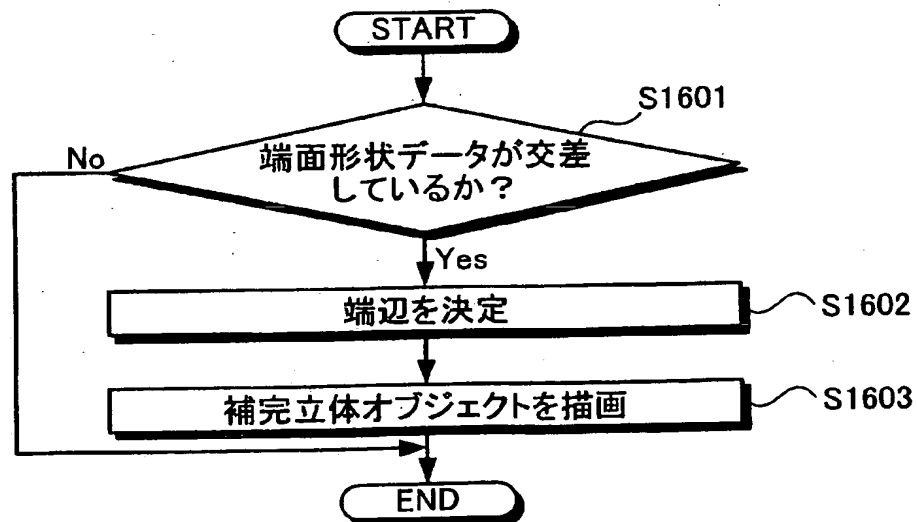 START
S1601
端面形状データが交差
しているか？
No
Yes
端辺を決定
S1602
補完立体オブジェクトを描画
S1603
END